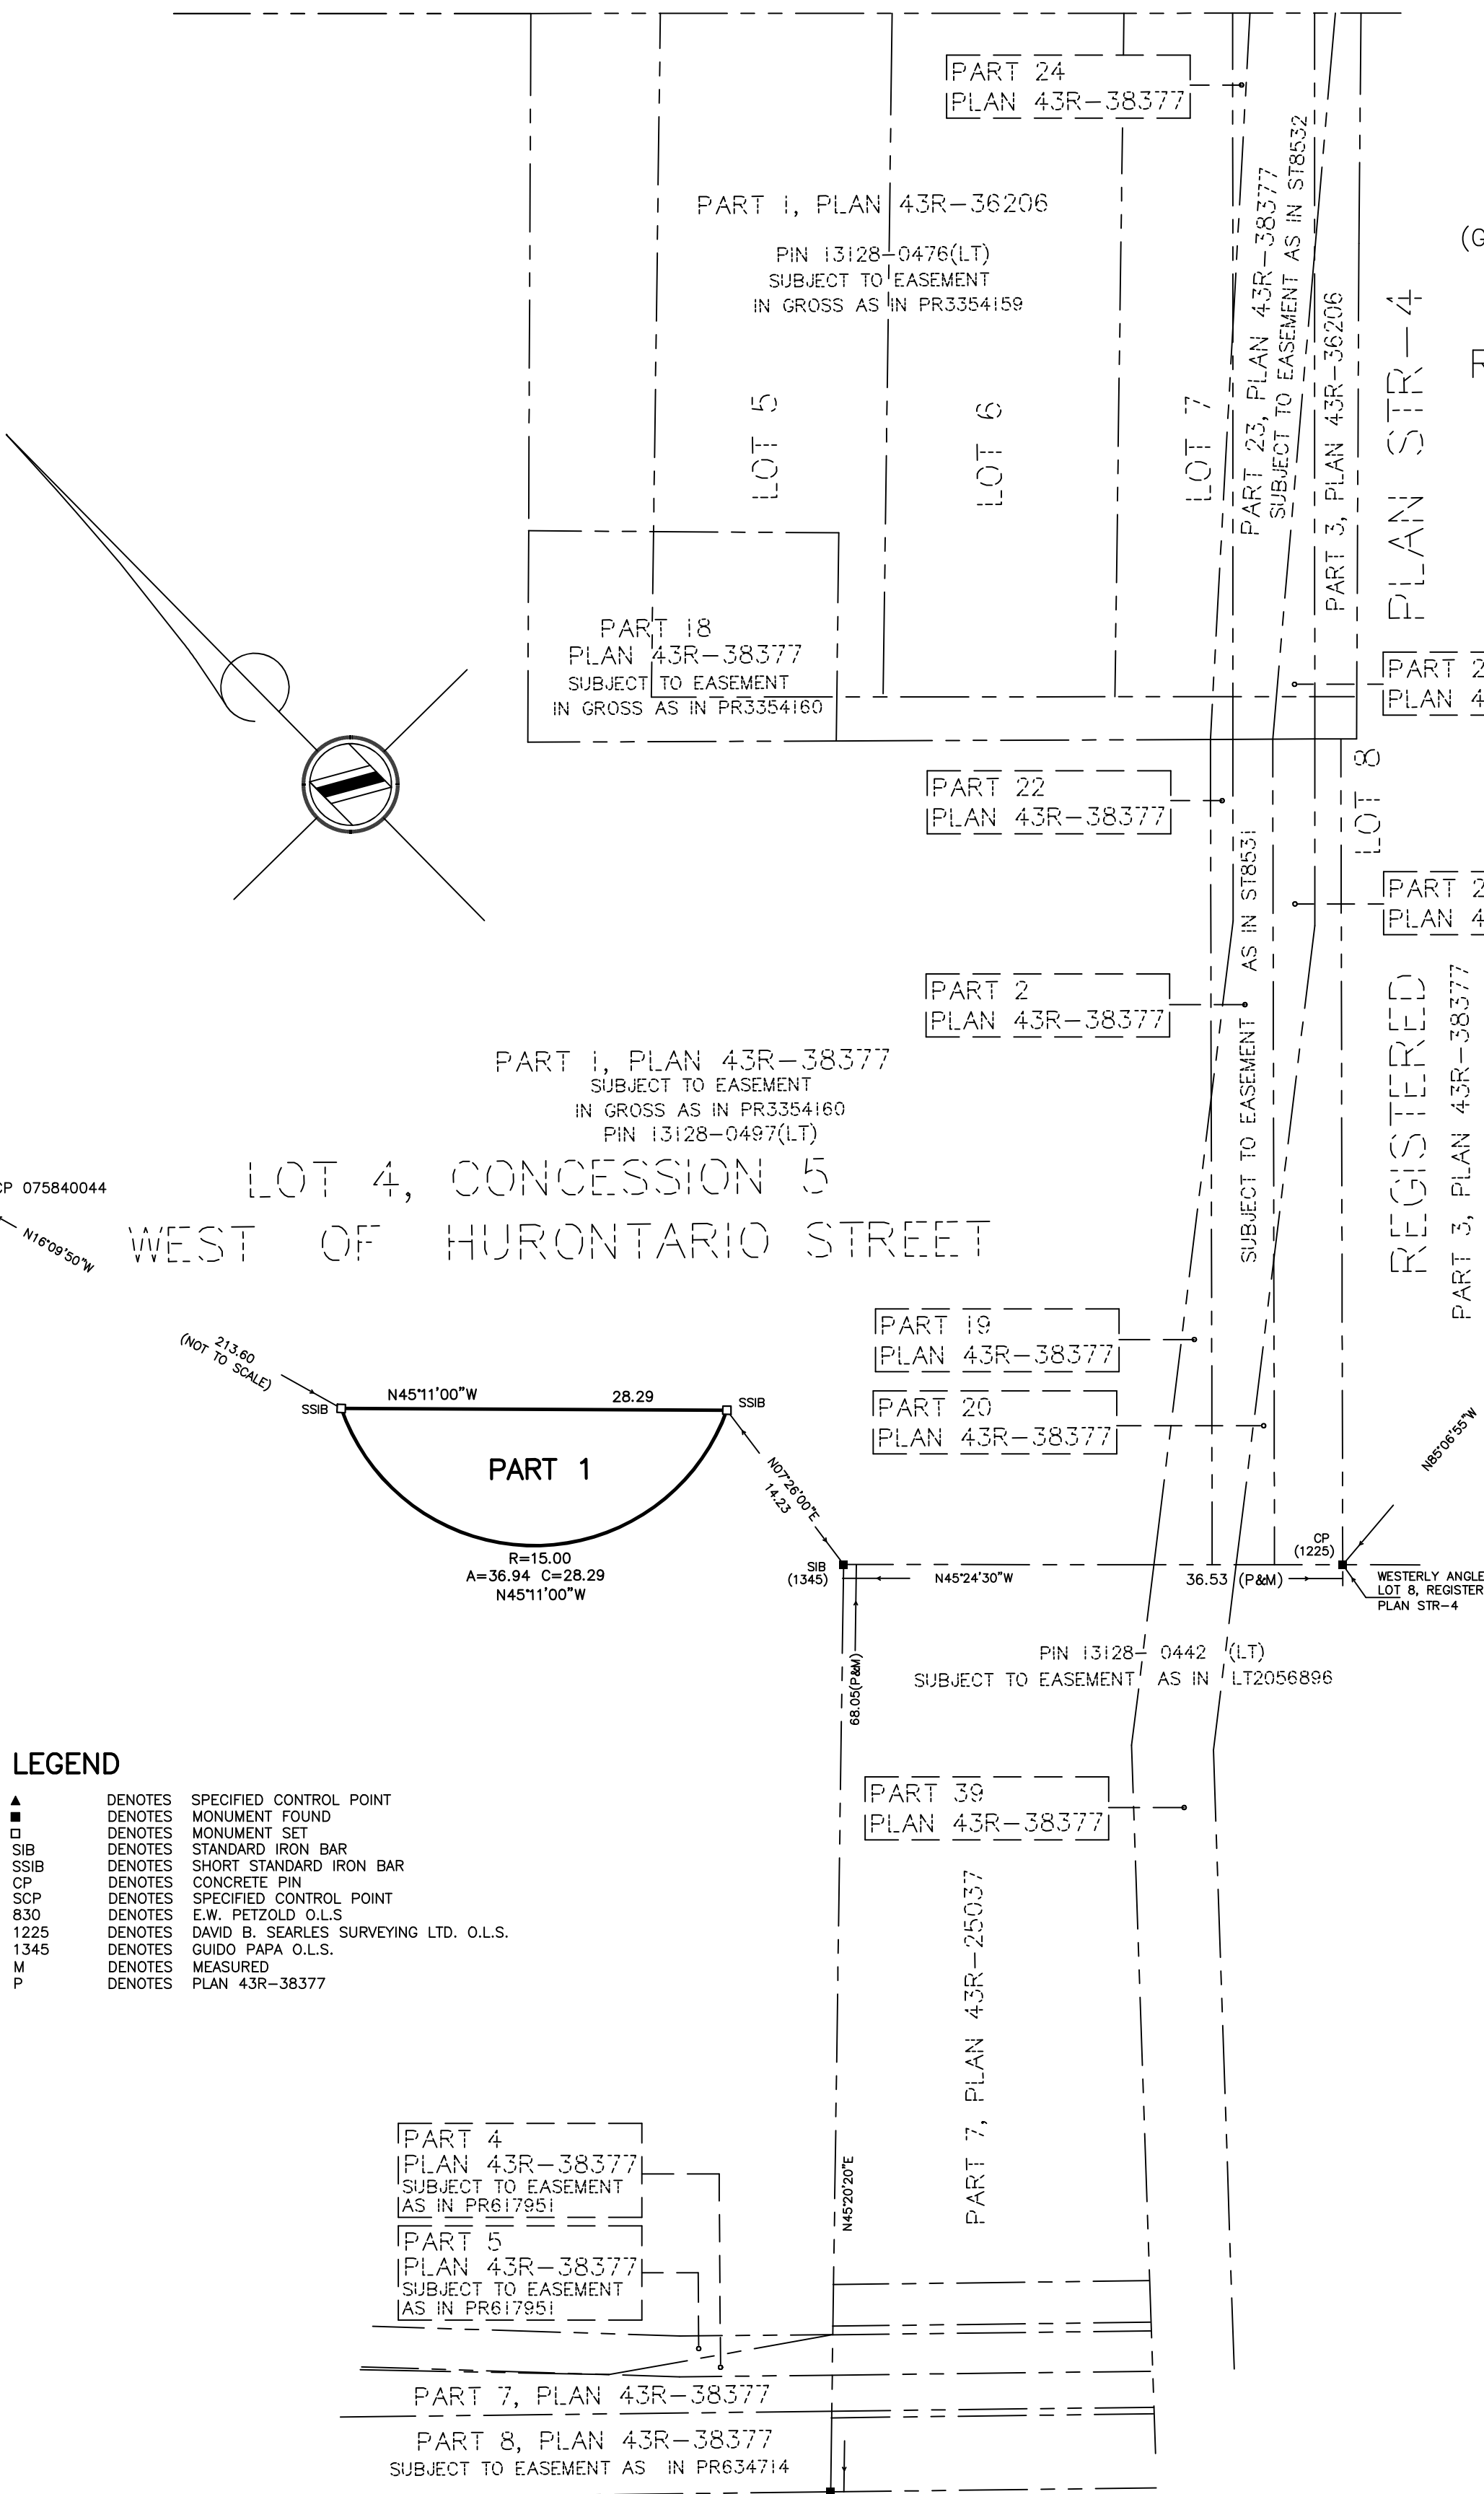 PART 24
PLAN 43R-38377
PART 1, PLAN 43R-36206
PIN 13128-0476(LT)
SUBJECT TO EASEMENT
IN GROSS AS IN PR3354159
LOT 5
LOT 6
LOT 7
PART 23, PLAN 43R-38377
SUBJECT TO EASEMENT AS IN ST8532
PART 3, PLAN 43R-36206
PLAN STR-4
(G
R
PART 18
PLAN 43R-38377
SUBJECT TO EASEMENT
IN GROSS AS IN PR3354160
PART 2
PLAN 4
PART 22
PLAN 43R-38377
LOT 8
PART 2
PLAN 4
SUBJECT TO EASEMENT AS IN ST8531
PART 2
PLAN 43R-38377
REGISTERED
PART 3, PLAN 43R-38377
PART 1, PLAN 43R-38377
SUBJECT TO EASEMENT
IN GROSS AS IN PR3354160
PIN 13128-0497(LT)
LOT 4, CONCESSION 5
WEST OF HURONTARIO STREET
CP 075840044
N16°09'50"W
PART 19
PLAN 43R-38377
PART 20
PLAN 43R-38377
213.60
(NOT TO SCALE)
SSIB
N45°11'00"W 28.29
SSIB
PART 1
R=15.00
A=36.94 C=28.29
N45°11'00"W
N07°26'00"E
14.23
SIB
(1345)
N45°24'30"W
36.53 (P&M)
CP
(1225)
N85°06'55"W
WESTERLY ANGLE
LOT 8, REGISTER
PLAN STR-4
68.05(P&M)
PIN 13128- 0442 (LT)
SUBJECT TO EASEMENT AS IN LT2056896
PART 39
PLAN 43R-38377
LEGEND
▲ DENOTES SPECIFIED CONTROL POINT
■ DENOTES MONUMENT FOUND
□ DENOTES MONUMENT SET
SIB DENOTES STANDARD IRON BAR
SSIB DENOTES SHORT STANDARD IRON BAR
CP DENOTES CONCRETE PIN
SCP DENOTES SPECIFIED CONTROL POINT
830 DENOTES E.W. PETZOLD O.L.S
1225 DENOTES DAVID B. SEARLES SURVEYING LTD. O.L.S.
1345 DENOTES GUIDO PAPA O.L.S.
M DENOTES MEASURED
P DENOTES PLAN 43R-38377
PART 7, PLAN 43R-25037
N45°20'20"E
PART 4
PLAN 43R-38377
SUBJECT TO EASEMENT
AS IN PR617951
PART 5
PLAN 43R-38377
SUBJECT TO EASEMENT
AS IN PR617951
PART 7, PLAN 43R-38377
PART 8, PLAN 43R-38377
SUBJECT TO EASEMENT AS IN PR634714